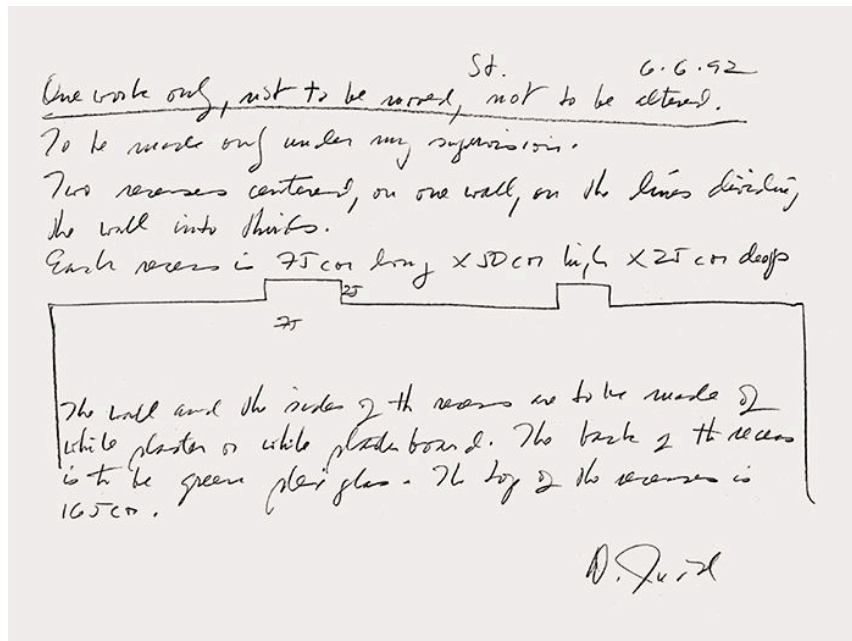 St. 6.6.92
One work only, not to be moved, not to be altered.
To be made only under my supervision.
Two recesses centered, on one wall, on the lines dividing
the wall into thirds.
Each recess is 75 cm long x 50 cm high x 25 cm deep
25
75
The wall and the sides of the recess are to be made of
white plaster or white plasterboard. The back of the recess
is to be green plexiglas. The top of the recesses is
165 cm.
D. Judd